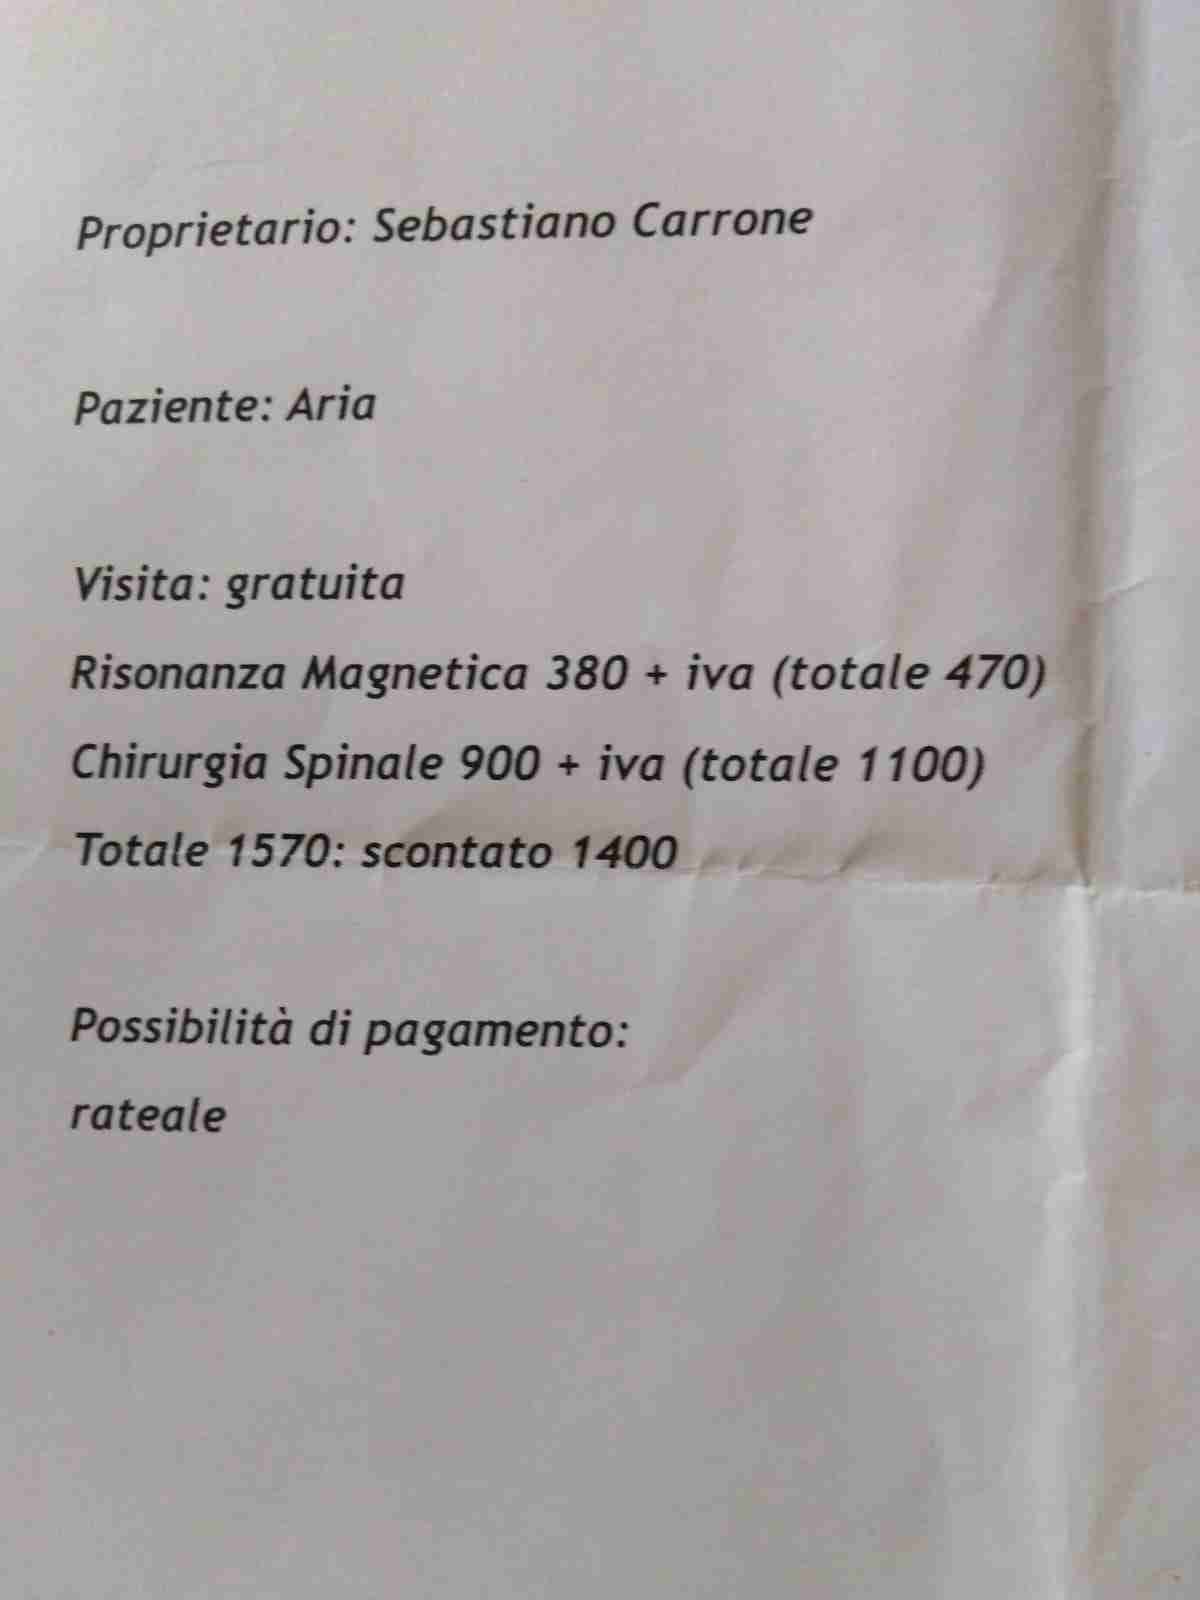 Proprietario: Sebastiano Carrone
Paziente: Aria
Visita: gratuita
Risonanza Magnetica 380 + iva (totale 470)
Chirurgia Spinale 900 + iva (totale 1100)
Totale 1570: scontato 1400
Possibilità di pagamento:
rateale